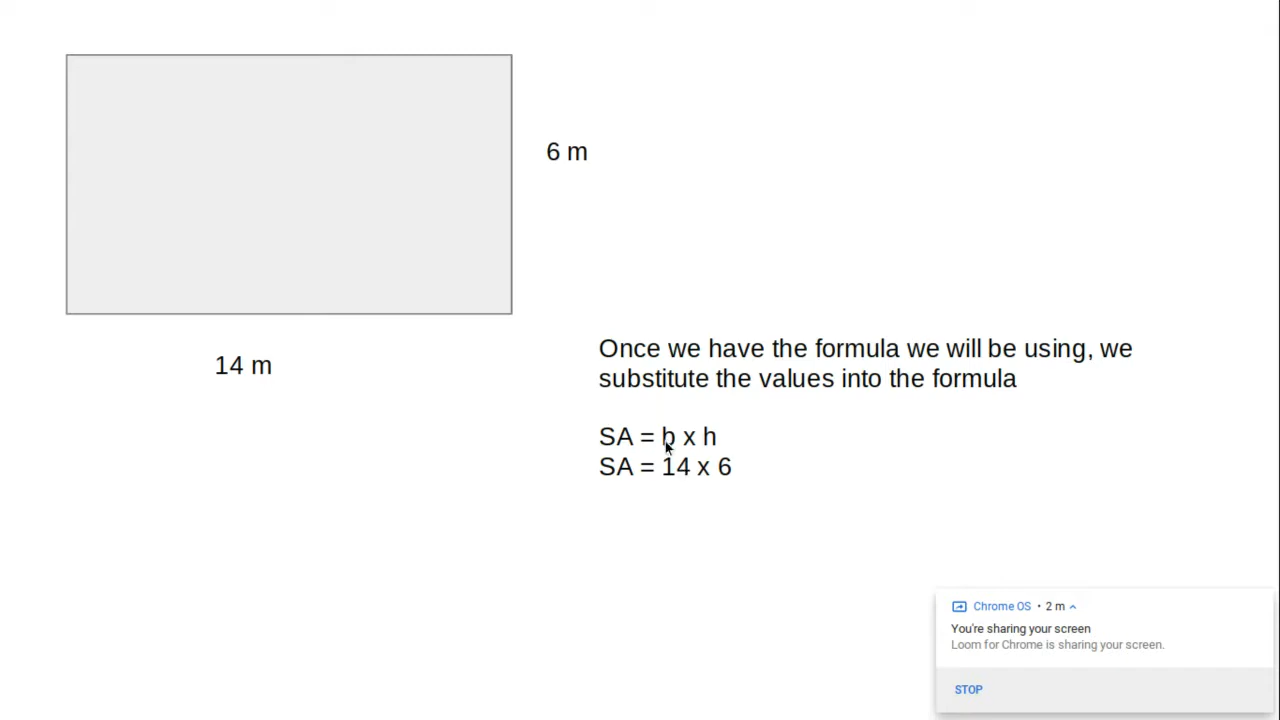 6 m
14 m
Once we have the formula we will be using, we
substitute the values into the formula
SA = b x h
SA = 14 x 6
Chrome OS • 2 m
You're sharing your screen
Loom for Chrome is sharing your screen.
STOP